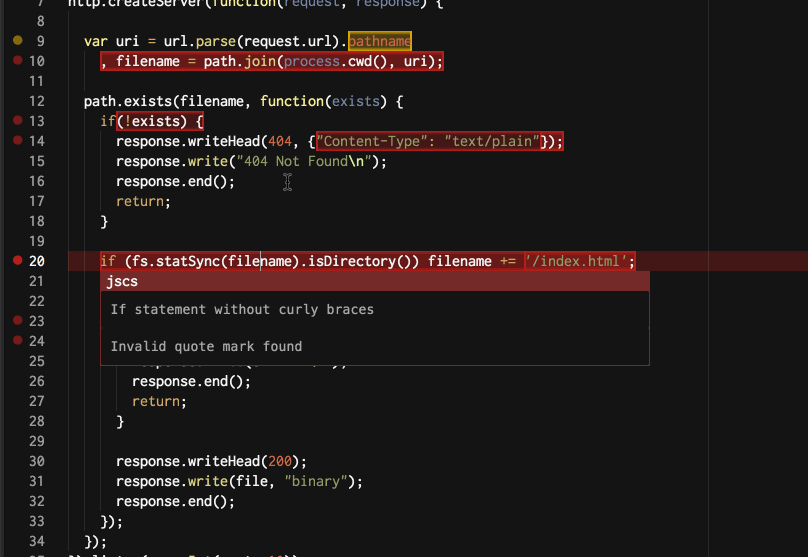 7 http.createServer(function(request, response) {
8
9 var uri = url.parse(request.url).pathname
10 , filename = path.join(process.cwd(), uri);
11
12 path.exists(filename, function(exists) {
13 if(!exists) {
14 response.writeHead(404, {"Content-Type": "text/plain"});
15 response.write("404 Not Found\n");
16 response.end();
17 return;
18 }
19
20 if (fs.statSync(filename).isDirectory()) filename += '/index.html';
21 jscs
22 If statement without curly braces
23
24 Invalid quote mark found
25
26 response.end();
27 return;
28 }
29
30 response.writeHead(200);
31 response.write(file, "binary");
32 response.end();
33 });
34 });